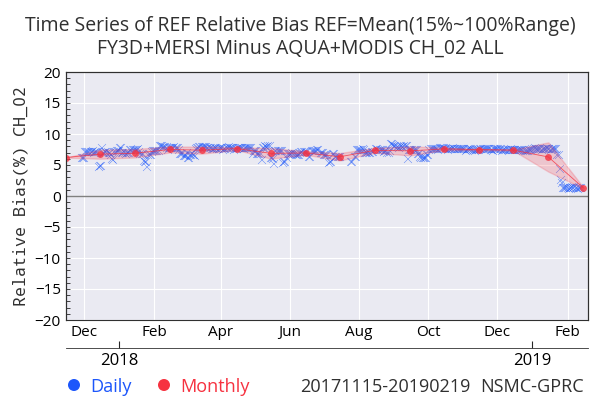 Time Series of REF Relative Bias REF=Mean(15%~100%Range)
FY3D+MERSI Minus AQUA+MODIS CH_02 ALL
Relative Bias(%) CH_02
20
15
10
5
0
−5
−10
−15
−20
Dec Feb Apr Jun Aug Oct Dec Feb
2018 2019
Daily Monthly 20171115-20190219 NSMC-GPRC